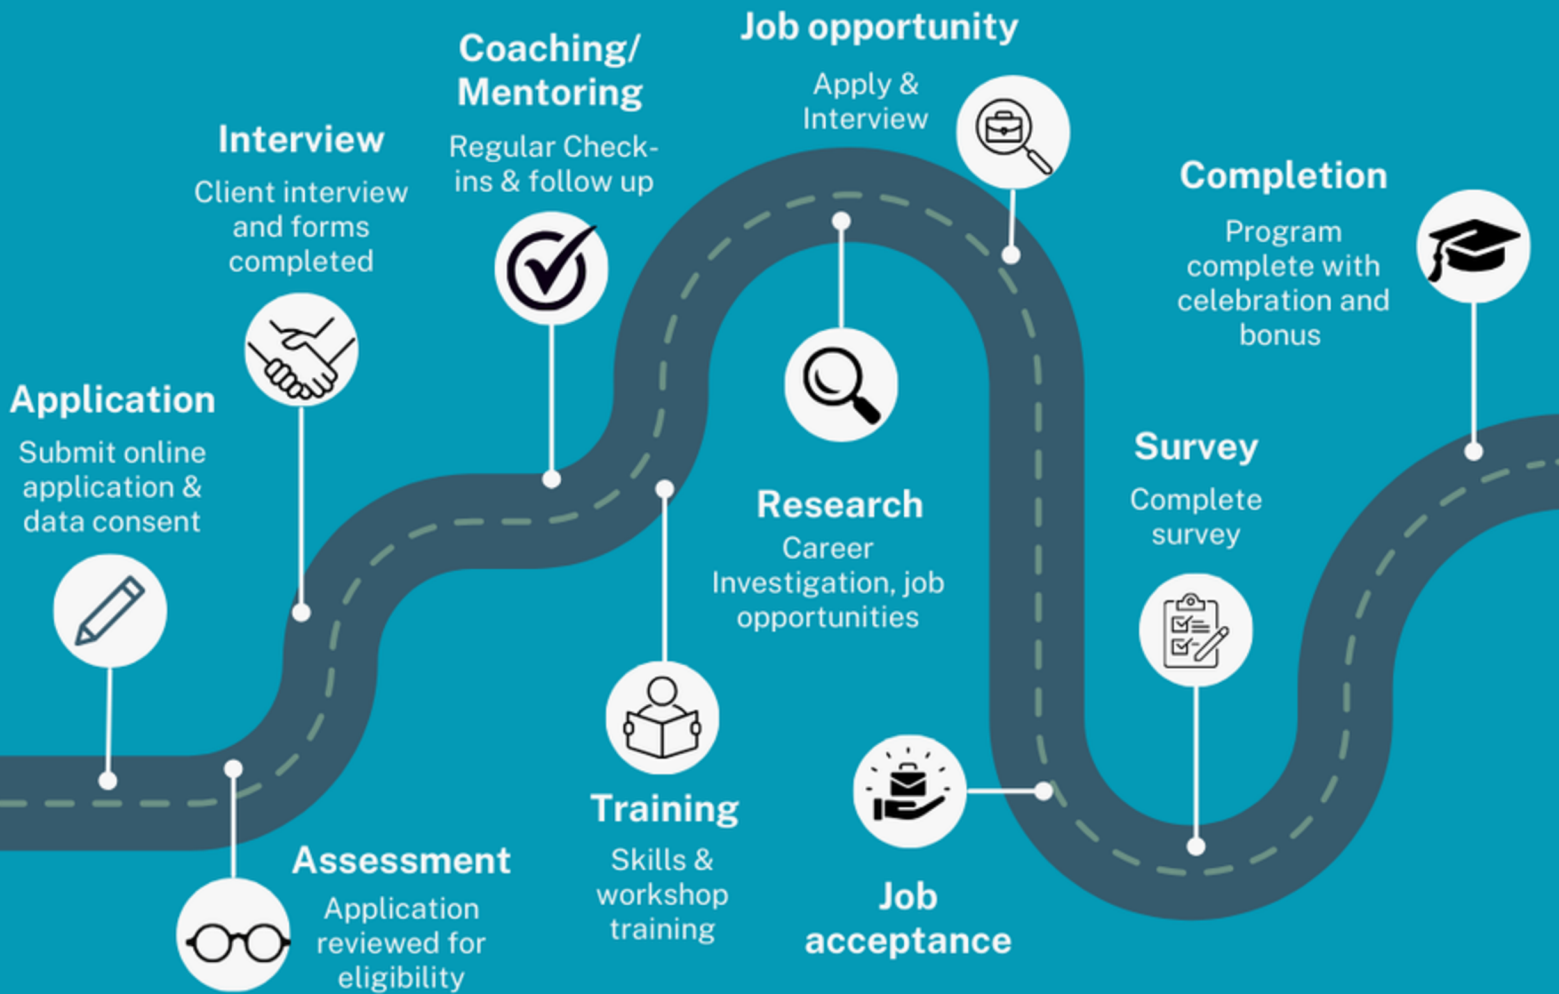 Application
Submit online
application &
data consent
Assessment
Application
reviewed for
eligibility
Interview
Client interview
and forms
completed
Coaching/
Mentoring
Regular Check-
ins & follow up
Training
Skills &
workshop
training
Research
Career
Investigation, job
opportunities
Job opportunity
Apply &
Interview
Job
acceptance
Survey
Complete
survey
Completion
Program
complete with
celebration and
bonus